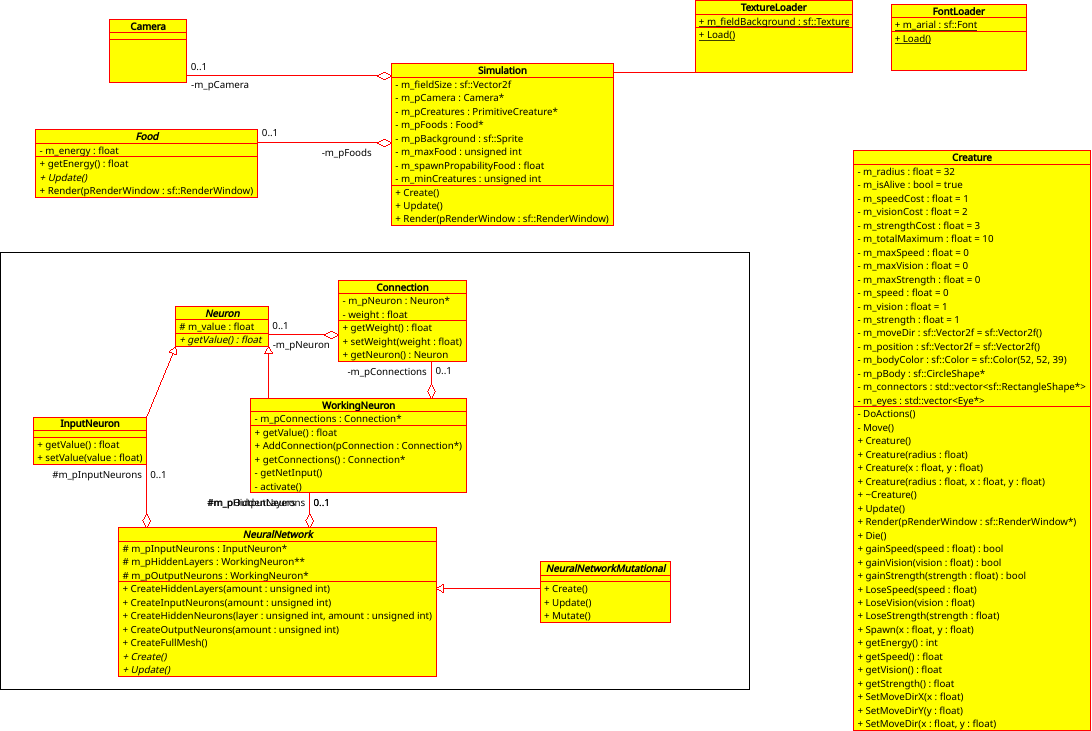 Camera
0..1
-m_pCamera
TextureLoader
+ m_fieldBackground : sf::Texture
+ Load()
FontLoader
+ m_arial : sf::Font
+ Load()
Simulation
- m_fieldSize : sf::Vector2f
- m_pCamera : Camera*
- m_pCreatures : PrimitiveCreature*
- m_pFoods : Food*
- m_pBackground : sf::Sprite
- m_maxFood : unsigned int
- m_spawnPropabilityFood : float
- m_minCreatures : unsigned int
+ Create()
+ Update()
+ Render(pRenderWindow : sf::RenderWindow)
Food
- m_energy : float
+ getEnergy() : float
+ Update()
+ Render(pRenderWindow : sf::RenderWindow)
0..1
-m_pFoods
Creature
- m_radius : float = 32
- m_isAlive : bool = true
- m_speedCost : float = 1
- m_visionCost : float = 2
- m_strengthCost : float = 3
- m_totalMaximum : float = 10
- m_maxSpeed : float = 0
- m_maxVision : float = 0
- m_maxStrength : float = 0
- m_speed : float = 0
- m_vision : float = 1
- m_strength : float = 1
- m_moveDir : sf::Vector2f = sf::Vector2f()
- m_position : sf::Vector2f = sf::Vector2f()
- m_bodyColor : sf::Color = sf::Color(52, 52, 39)
- m_pBody : sf::CircleShape*
- m_connectors : std::vector<sf::RectangleShape*>
- m_eyes : std::vector<Eye*>
- DoActions()
- Move()
+ Creature()
+ Creature(radius : float)
+ Creature(x : float, y : float)
+ Creature(radius : float, x : float, y : float)
+ ~Creature()
+ Update()
+ Render(pRenderWindow : sf::RenderWindow*)
+ Die()
+ gainSpeed(speed : float) : bool
+ gainVision(vision : float) : bool
+ gainStrength(strength : float) : bool
+ LoseSpeed(speed : float)
+ LoseVision(vision : float)
+ LoseStrength(strength : float)
+ Spawn(x : float, y : float)
+ getEnergy() : int
+ getSpeed() : float
+ getVision() : float
+ getStrength() : float
+ SetMoveDirX(x : float)
+ SetMoveDirY(y : float)
+ SetMoveDir(x : float, y : float)
Connection
- m_pNeuron : Neuron*
- weight : float
+ getWeight() : float
+ setWeight(weight : float)
+ getNeuron() : Neuron
Neuron
# m_value : float
+ getValue() : float
0..1
-m_pNeuron
-m_pConnections
0..1
WorkingNeuron
- m_pConnections : Connection*
+ getValue() : float
+ AddConnection(pConnection : Connection*)
+ getConnections() : Connection*
- getNetInput()
- activate()
InputNeuron
+ getValue() : float
+ setValue(value : float)
#m_pInputNeurons
0..1
0..1
NeuralNetwork
# m_pInputNeurons : InputNeuron*
# m_pHiddenLayers : WorkingNeuron**
# m_pOutputNeurons : WorkingNeuron*
+ CreateHiddenLayers(amount : unsigned int)
+ CreateInputNeurons(amount : unsigned int)
+ CreateHiddenNeurons(layer : unsigned int, amount : unsigned int)
+ CreateOutputNeurons(amount : unsigned int)
+ CreateFullMesh()
+ Create()
+ Update()
NeuralNetworkMutational
+ Create()
+ Update()
+ Mutate()